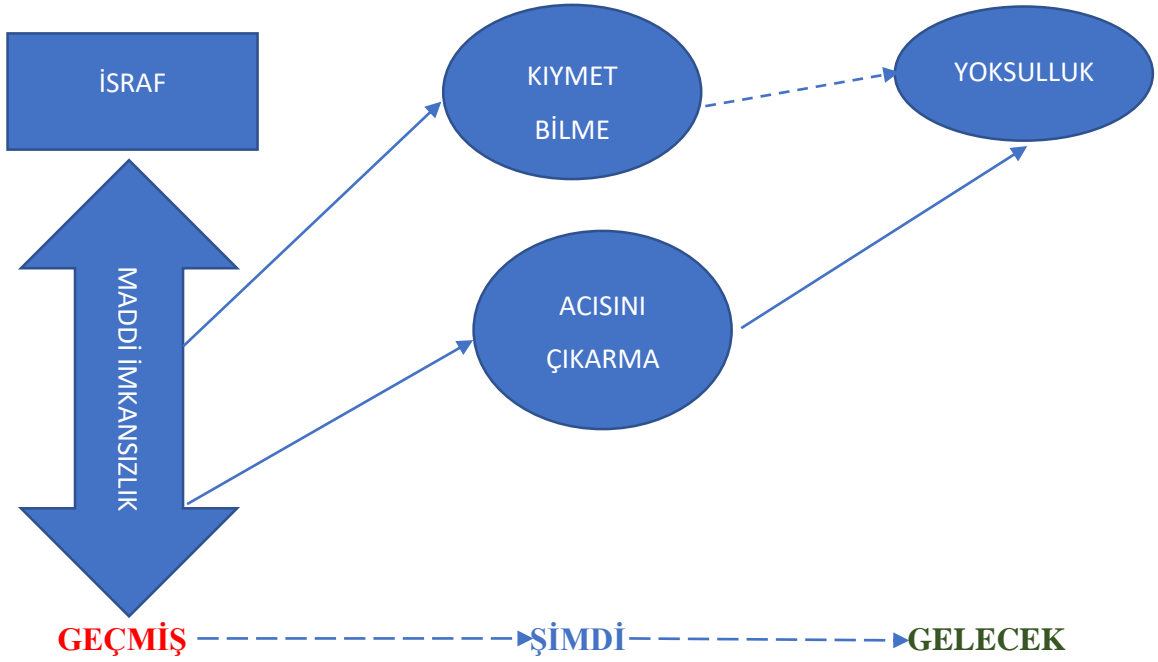 İSRAF
KIYMET
BİLME
YOKSULLUK
ACISINI
ÇIKARMA
MADDİ İMKANSIZLIK
GEÇMİŞ
ŞİMDİ
GELECEK